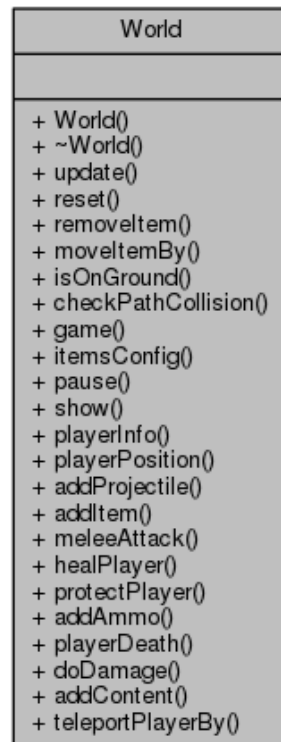 World
+ World()
+ ~World()
+ update()
+ reset()
+ removeItem()
+ moveItemBy()
+ isOnGround()
+ checkPathCollision()
+ game()
+ itemsConfig()
+ pause()
+ show()
+ playerInfo()
+ playerPosition()
+ addProjectile()
+ addItem()
+ meleeAttack()
+ healPlayer()
+ protectPlayer()
+ addAmmo()
+ playerDeath()
+ doDamage()
+ addContent()
+ teleportPlayerBy()